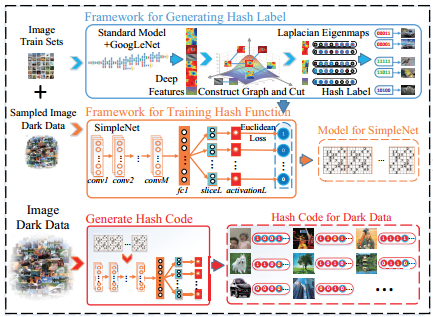 Framework for Generating Hash Label
Image
Train Sets
Standard Model
+GoogLeNet
Laplacian Eigenmaps
Deep
Features
Construct Graph and Cut
Hash Label
00011
00001
11111
11011
10100
+
Sampled Image
Dark Data
Framework for Training Hash Function
SimpleNet
Euclidean
Loss
Model for SimpleNet
conv1
conv2
convM
fc1
sliceL
activationL
Image
Dark Data
Generate Hash Code
Hash Code for Dark Data